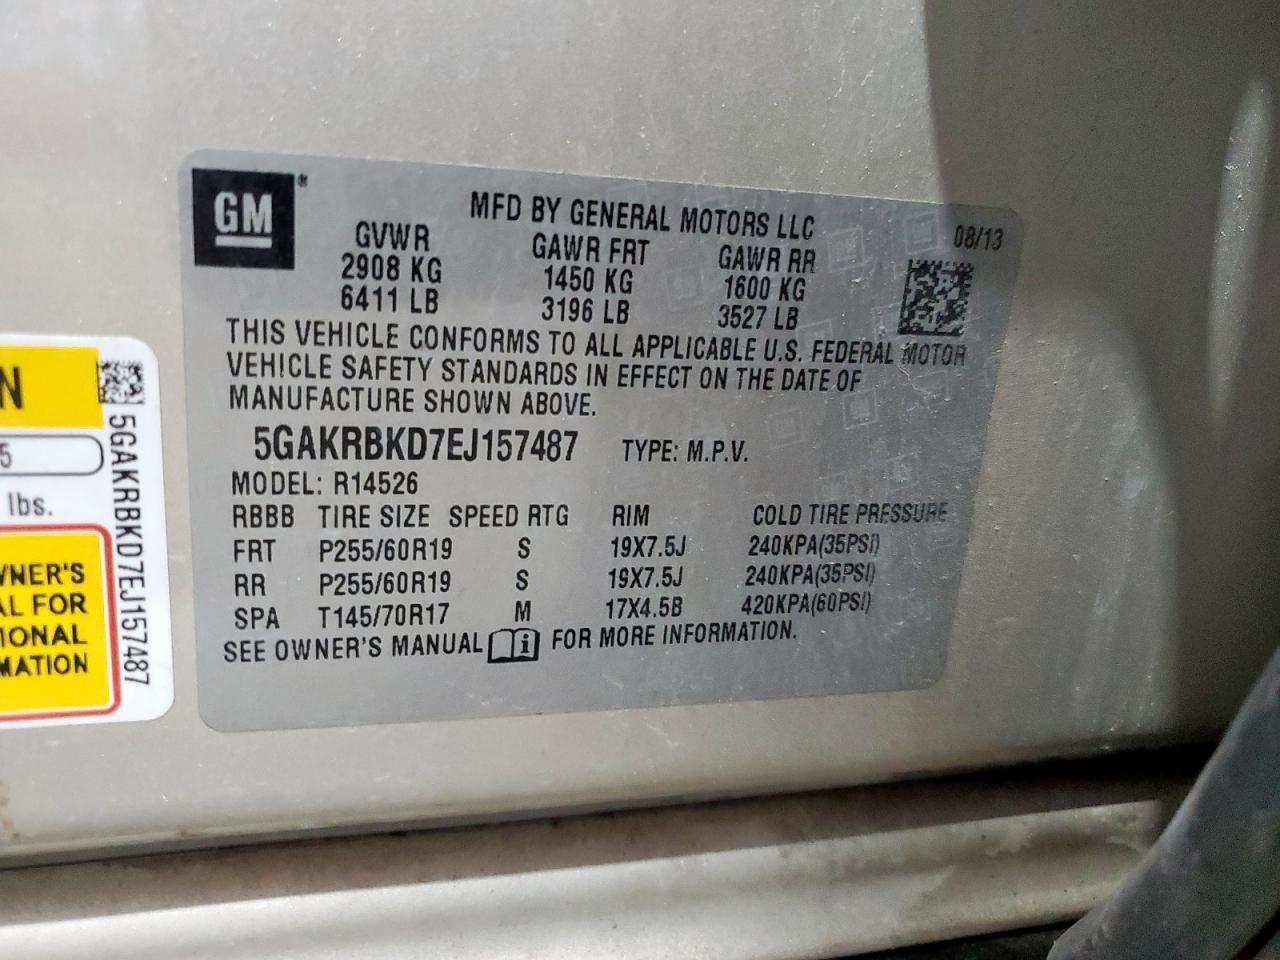 GM®
MFD BY GENERAL MOTORS LLC
08/13
GVWR GAWR FRT GAWR RR
2908 KG 1450 KG 1600 KG
6411 LB 3196 LB 3527 LB
THIS VEHICLE CONFORMS TO ALL APPLICABLE U.S. FEDERAL MOTOR
VEHICLE SAFETY STANDARDS IN EFFECT ON THE DATE OF
MANUFACTURE SHOWN ABOVE.
5GAKRBKD7EJ157487 TYPE: M.P.V.
MODEL: R14526
RBBB TIRE SIZE SPEED RTG RIM COLD TIRE PRESSURE
FRT P255/60R19 S 19X7.5J 240KPA(35PSI)
RR P255/60R19 S 19X7.5J 240KPA(35PSI)
SPA T145/70R17 M 17X4.5B 420KPA(60PSI)
SEE OWNER'S MANUAL i FOR MORE INFORMATION.
N
5
lbs.
WNER'S
AL FOR
IONAL
MATION
5GAKRBKD7EJ157487